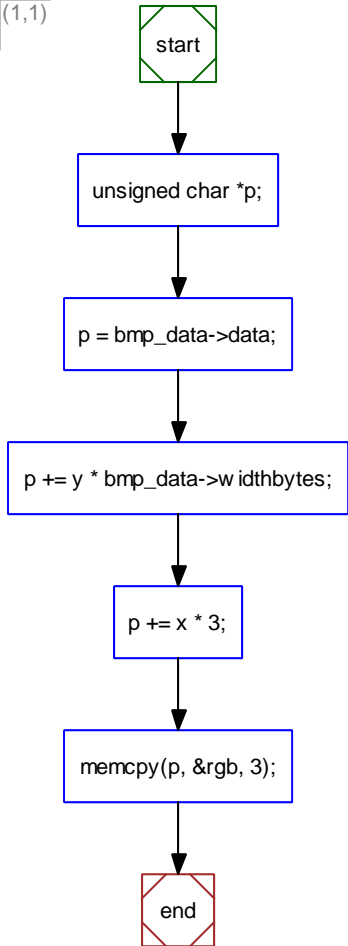 (1,1)
start
unsigned char *p;
p = bmp_data->data;
p += y * bmp_data->widthbytes;
p += x * 3;
memcpy(p, &rgb, 3);
end